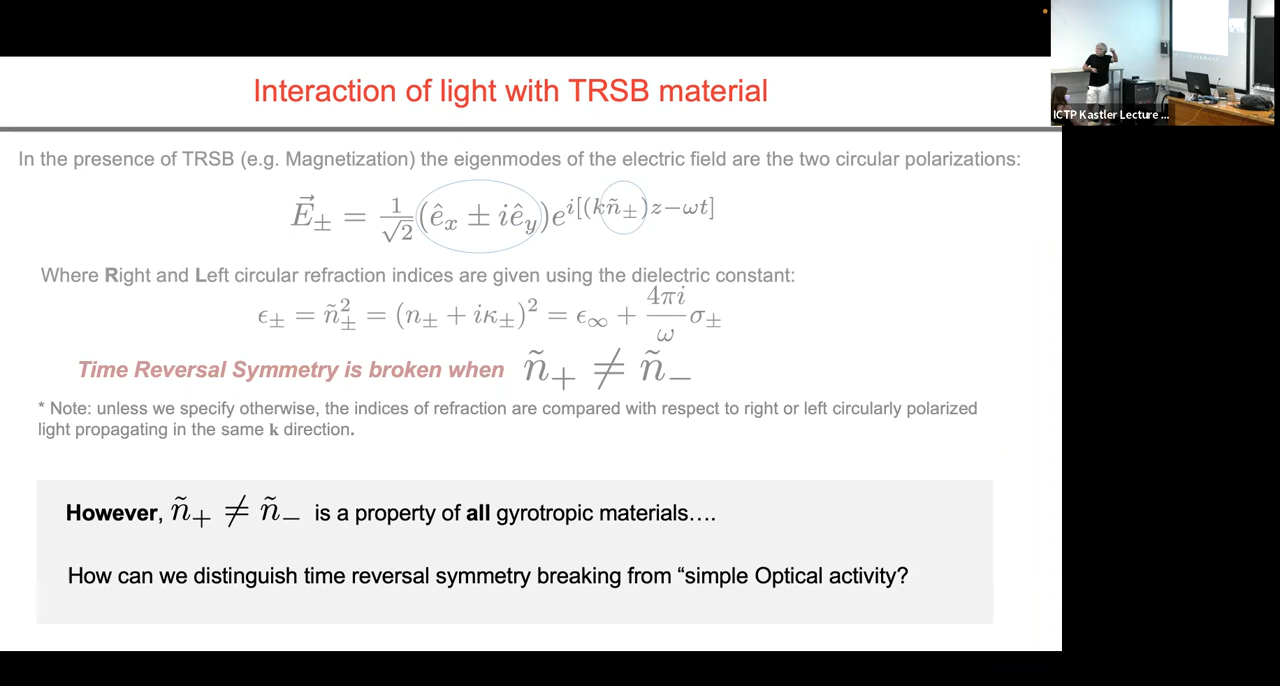 Interaction of light with TRSB material
ICTP Kastler Lecture ...
In the presence of TRSB (e.g. Magnetization) the eigenmodes of the electric field are the two circular polarizations:
$\vec{E}_{\pm} = \frac{1}{\sqrt{2}}(\hat{e}_x \pm i\hat{e}_y)e^{i[(k\tilde{n}_{\pm})z-\omega t]}$
Where Right and Left circular refraction indices are given using the dielectric constant:
$\epsilon_{\pm} = \tilde{n}_{\pm}^2 = (n_{\pm} + i\kappa_{\pm})^2 = \epsilon_{\infty} + \frac{4\pi i}{\omega}\sigma_{\pm}$
Time Reversal Symmetry is broken when $\tilde{n}_+ \neq \tilde{n}_-$
* Note: unless we specify otherwise, the indices of refraction are compared with respect to right or left circularly polarized
light propagating in the same k direction.
However, $\tilde{n}_+ \neq \tilde{n}_-$ is a property of all gyrotropic materials....
How can we distinguish time reversal symmetry breaking from “simple Optical activity?